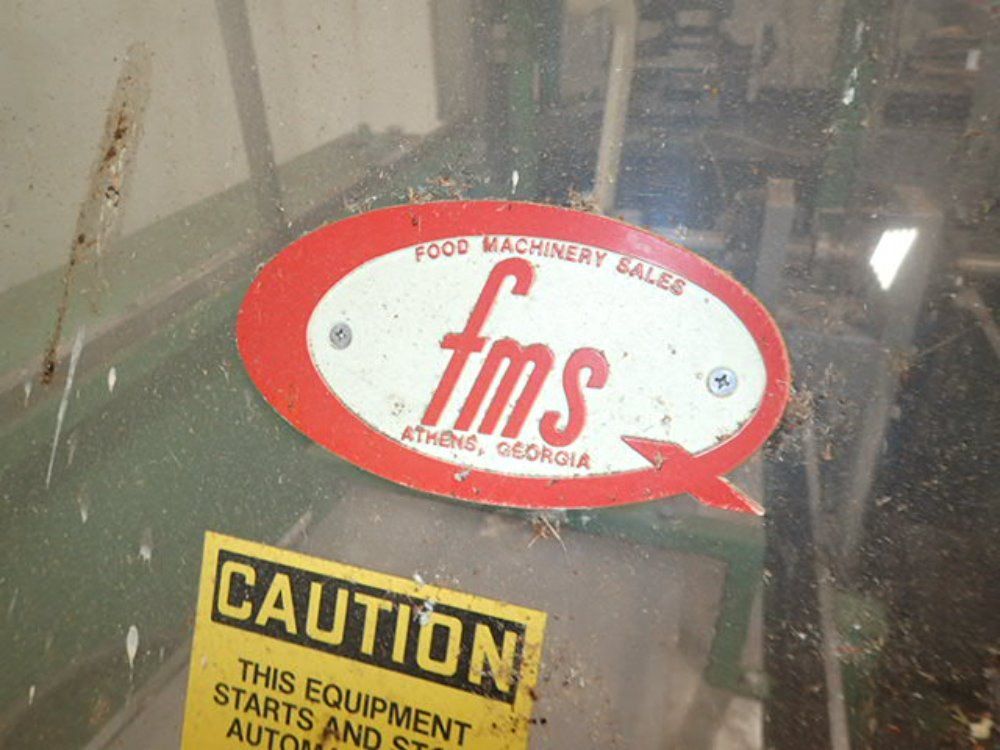 FOOD MACHINERY SALES
fms
ATHENS, GEORGIA
CAUTION
THIS EQUIPMENT
STARTS AND